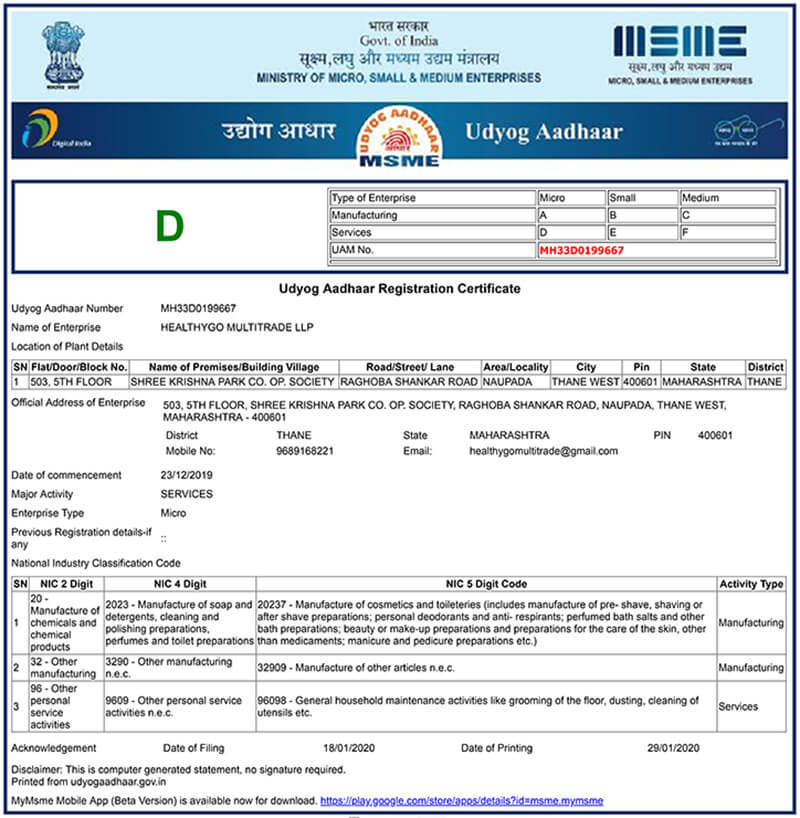 भारत सरकार
Govt. of India
सूक्ष्म,लघु और मध्यम उद्यम मंत्रालय
MINISTRY OF MICRO, SMALL & MEDIUM ENTERPRISES
सत्यमेव जयते
MSME
सूक्ष्म,लघु और मध्यम उद्यम
MICRO, SMALL & MEDIUM ENTERPRISES
Digital India
उद्योग आधार
UDYOG AADHAAR
MSME
Udyog Aadhaar
D
Type of Enterprise Micro Small Medium
Manufacturing A B C
Services D E F
UAM No. MH33D0199667
Udyog Aadhaar Registration Certificate
Udyog Aadhaar Number MH33D0199667
Name of Enterprise HEALTHYGO MULTITRADE LLP
Location of Plant Details
SN Flat/Door/Block No. Name of Premises/Building Village Road/Street/ Lane Area/Locality City Pin State District
1 503, 5TH FLOOR SHREE KRISHNA PARK CO. OP. SOCIETY RAGHOBA SHANKAR ROAD NAUPADA THANE WEST 400601 MAHARASHTRA THANE
Official Address of Enterprise 503, 5TH FLOOR, SHREE KRISHNA PARK CO. OP. SOCIETY, RAGHOBA SHANKAR ROAD, NAUPADA, THANE WEST,
MAHARASHTRA - 400601
District THANE State MAHARASHTRA PIN 400601
Mobile No: 9689168221 Email: healthygomultitrade@gmail.com
Date of commencement 23/12/2019
Major Activity SERVICES
Enterprise Type Micro
Previous Registration details-if
any ::
National Industry Classification Code
SN NIC 2 Digit NIC 4 Digit NIC 5 Digit Code Activity Type
1
20 -
Manufacture of
chemicals and
chemical
products
2023 - Manufacture of soap and
detergents, cleaning and
polishing preparations,
perfumes and toilet preparations
20237 - Manufacture of cosmetics and toileteries (includes manufacture of pre- shave, shaving or
after shave preparations; personal deodorants and anti- respirants; perfumed bath salts and other
bath preparations; beauty or make-up preparations and preparations for the care of the skin, other
than medicaments; manicure and pedicure preparations etc.)
Manufacturing
2
32 - Other
manufacturing
3290 - Other manufacturing
n.e.c.
32909 - Manufacture of other articles n.e.c.
Manufacturing
3
96 - Other
personal
service
activities
9609 - Other personal service
activities n.e.c.
96098 - General household maintenance activities like grooming of the floor, dusting, cleaning of
utensils etc.
Services
Acknowledgement Date of Filing 18/01/2020 Date of Printing 29/01/2020
Disclaimer: This is computer generated statement, no signature required.
Printed from udyogaadhaar.gov.in
MyMsme Mobile App (Beta Version) is available now for download. https://play.google.com/store/apps/details?id=msme.mymsme